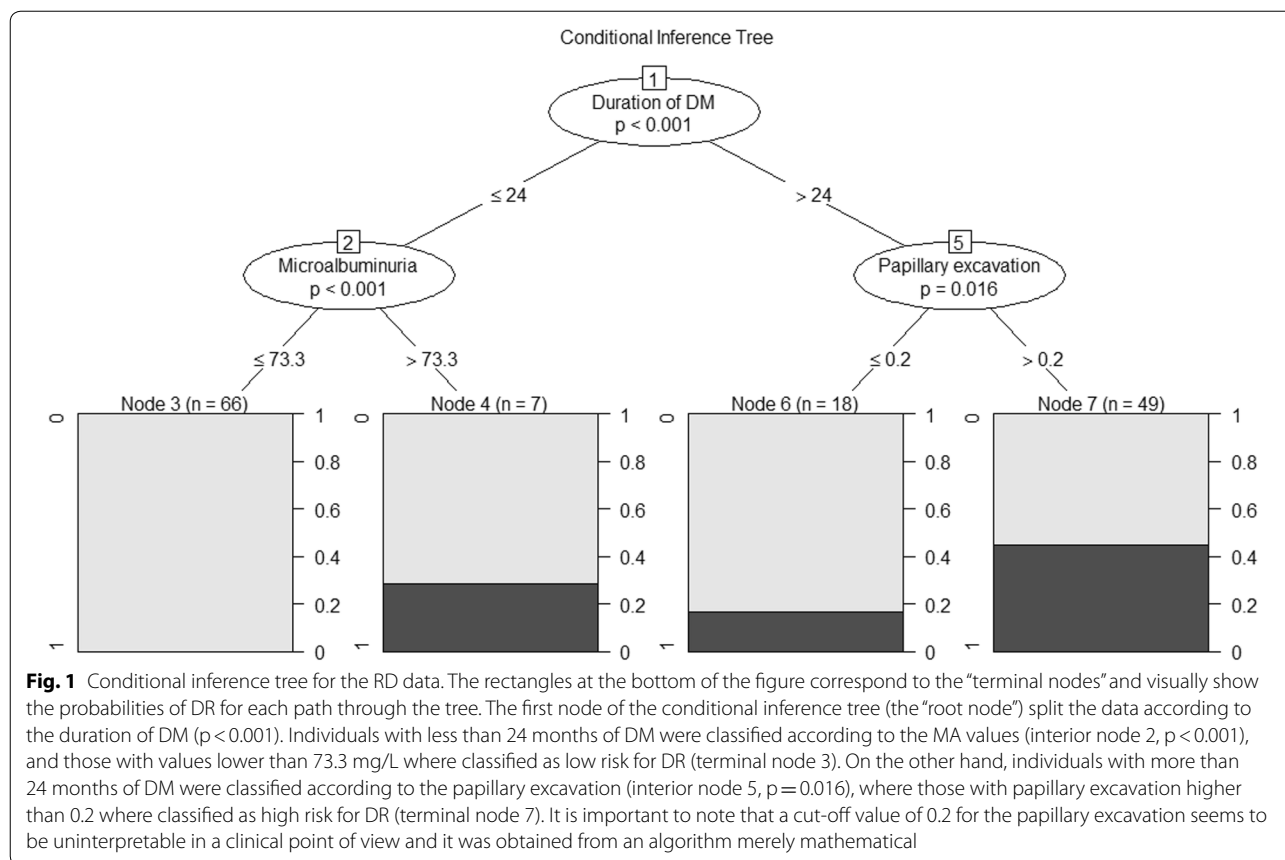 Conditional Inference Tree
1
Duration of DM
p < 0.001
≤ 24
> 24
2
Microalbuminuria
p < 0.001
5
Papillary excavation
p = 0.016
≤ 73.3
> 73.3
≤ 0.2
> 0.2
Node 3 (n = 66)
0
1
1
0.8
0.6
0.4
0.2
0
Node 4 (n = 7)
0
1
1
0.8
0.6
0.4
0.2
0
Node 6 (n = 18)
0
1
1
0.8
0.6
0.4
0.2
0
Node 7 (n = 49)
0
1
1
0.8
0.6
0.4
0.2
0
Fig. 1 Conditional inference tree for the RD data. The rectangles at the bottom of the figure correspond to the “terminal nodes” and visually show
the probabilities of DR for each path through the tree. The first node of the conditional inference tree (the “root node”) split the data according to
the duration of DM (p < 0.001). Individuals with less than 24 months of DM were classified according to the MA values (interior node 2, p < 0.001),
and those with values lower than 73.3 mg/L where classified as low risk for DR (terminal node 3). On the other hand, individuals with more than
24 months of DM were classified according to the papillary excavation (interior node 5, p = 0.016), where those with papillary excavation higher
than 0.2 where classified as high risk for DR (terminal node 7). It is important to note that a cut-off value of 0.2 for the papillary excavation seems to
be uninterpretable in a clinical point of view and it was obtained from an algorithm merely mathematical